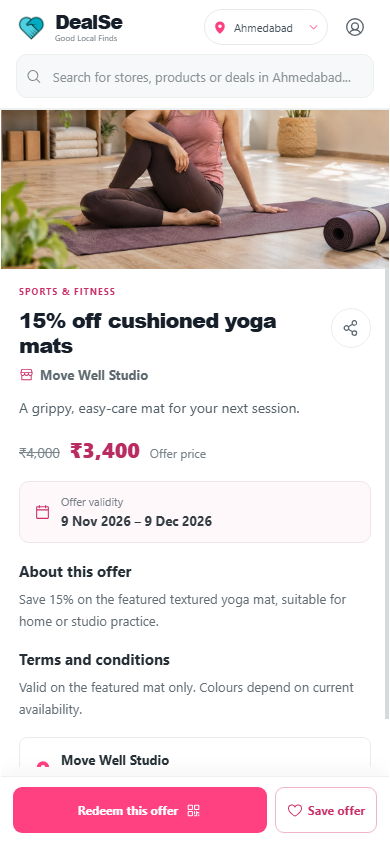 DealSe
Good Local Finds
Ahmedabad
Search for stores, products or deals in Ahmedabad...
SPORTS & FITNESS
15% off cushioned yoga
mats
Move Well Studio
A grippy, easy-care mat for your next session.
₹4,000 ₹3,400 Offer price
Offer validity
9 Nov 2026 – 9 Dec 2026
About this offer
Save 15% on the featured textured yoga mat, suitable for
home or studio practice.
Terms and conditions
Valid on the featured mat only. Colours depend on current
availability.
Move Well Studio
Redeem this offer
Save offer